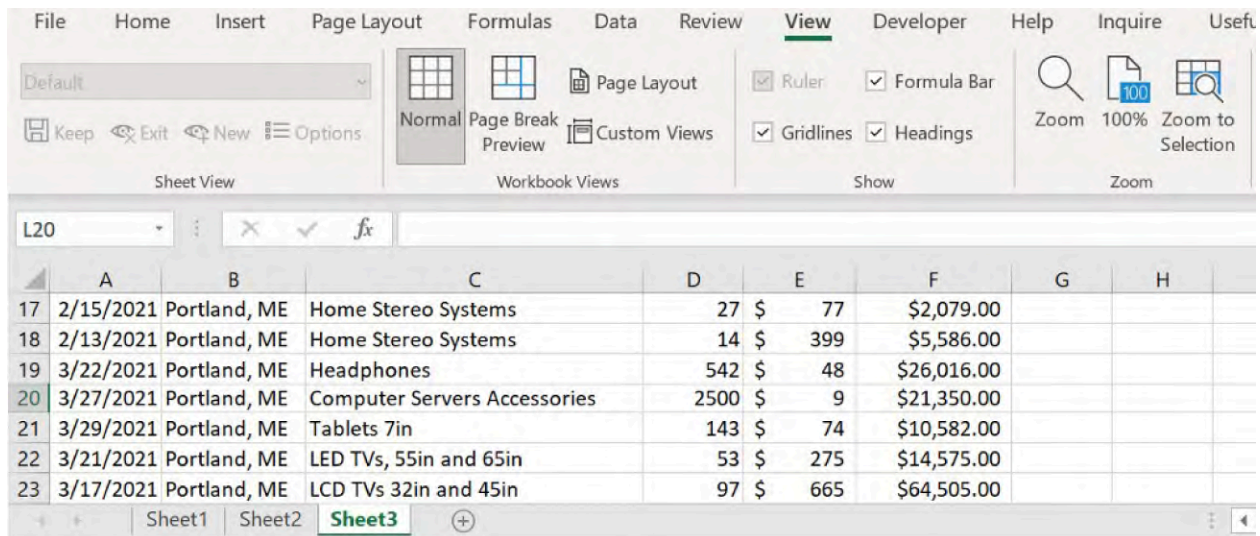 File Home Insert Page Layout Formulas Data Review View Developer Help Inquire
Default
Page Layout Ruler Formula Bar
100
Keep Exit New Options
Normal Page Break Preview Custom Views Gridlines Headings
Zoom 100% Zoom to Selection
Sheet View Workbook Views Show Zoom
L20 fx
A B C D E F G H
17 2/15/2021 Portland, ME Home Stereo Systems 27 $ 77 $2,079.00
18 2/13/2021 Portland, ME Home Stereo Systems 14 $ 399 $5,586.00
19 3/22/2021 Portland, ME Headphones 542 $ 48 $26,016.00
20 3/27/2021 Portland, ME Computer Servers Accessories 2500 $ 9 $21,350.00
21 3/29/2021 Portland, ME Tablets 7in 143 $ 74 $10,582.00
22 3/21/2021 Portland, ME LED TVs, 55in and 65in 53 $ 275 $14,575.00
23 3/17/2021 Portland, ME LCD TVs 32in and 45in 97 $ 665 $64,505.00
Sheet1 Sheet2 Sheet3